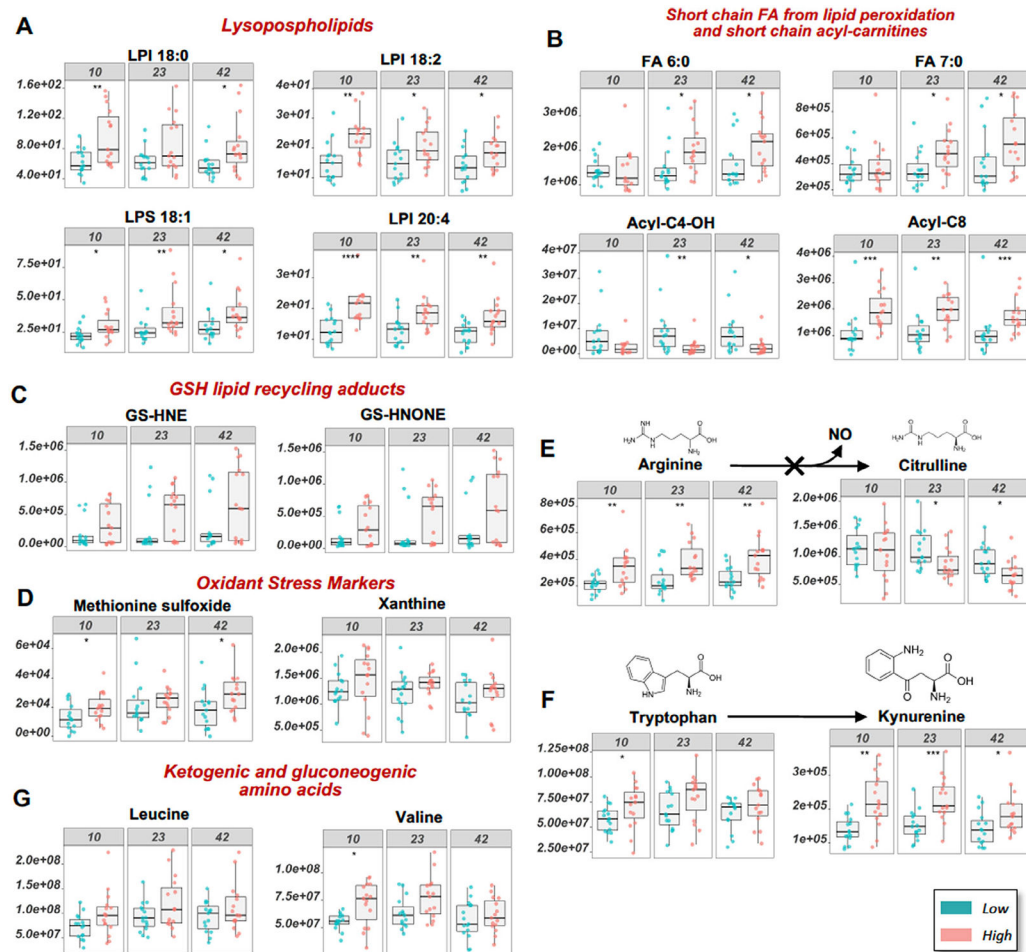 A
Lysopospholipids
LPI 18:0
10 23 42
1.6e+02
1.2e+02
8.0e+01
4.0e+01
** *
LPI 18:2
10 23 42
4e+01
3e+01
2e+01
1e+01
** * *
LPS 18:1
10 23 42
7.5e+01
5.0e+01
2.5e+01
* ** *
LPI 20:4
10 23 42
3e+01
2e+01
1e+01
**** ** **
B
Short chain FA from lipid peroxidation
and short chain acyl-carnitines
FA 6:0
10 23 42
3e+06
2e+06
1e+06
* *
FA 7:0
10 23 42
8e+05
6e+05
4e+05
2e+05
* *
Acyl-C4-OH
10 23 42
4e+07
3e+07
2e+07
1e+07
0e+00
** *
Acyl-C8
10 23 42
4e+06
3e+06
2e+06
1e+06
*** ** ***
C
GSH lipid recycling adducts
GS-HNE
10 23 42
1.5e+06
1.0e+06
5.0e+05
0.0e+00
GS-HNONE
10 23 42
1.5e+06
1.0e+06
5.0e+05
0.0e+00
D
Oxidant Stress Markers
Methionine sulfoxide
10 23 42
6e+04
4e+04
2e+04
0e+00
* *
Xanthine
10 23 42
2.0e+06
1.5e+06
1.0e+06
5.0e+05
E
NH
H₂N N H O OH NH₂
Arginine
NO
O
H₂N N H O OH NH₂
Citrulline
10 23 42
8e+05
6e+05
4e+05
2e+05
** ** **
10 23 42
2.0e+06
1.5e+06
1.0e+06
5.0e+05
* *
F
HN O OH NH₂
Tryptophan
NH₂ O O OH NH₂
Kynurenine
10 23 42
1.25e+08
1.00e+08
7.50e+07
5.00e+07
2.50e+07
*
10 23 42
3e+05
2e+05
1e+05
** *** *
G
Ketogenic and gluconeogenic
amino acids
Leucine
10 23 42
2.0e+08
1.5e+08
1.0e+08
5.0e+07
Valine
10 23 42
1.0e+08
7.5e+07
5.0e+07
*
Low
High